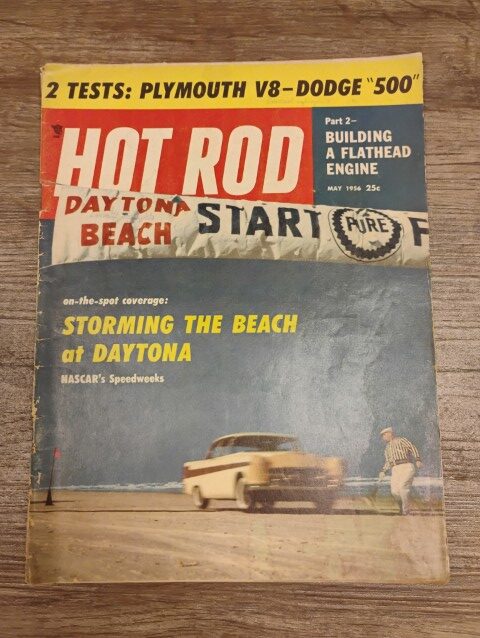 2 TESTS: PLYMOUTH V8–DODGE "500"
HOT ROD
Part 2–
BUILDING
A FLATHEAD
ENGINE
MAY 1956 25c
DAYTONA
BEACH
START
PURE
F
on-the-spot coverage:
STORMING THE BEACH
at DAYTONA
NASCAR's Speedweeks